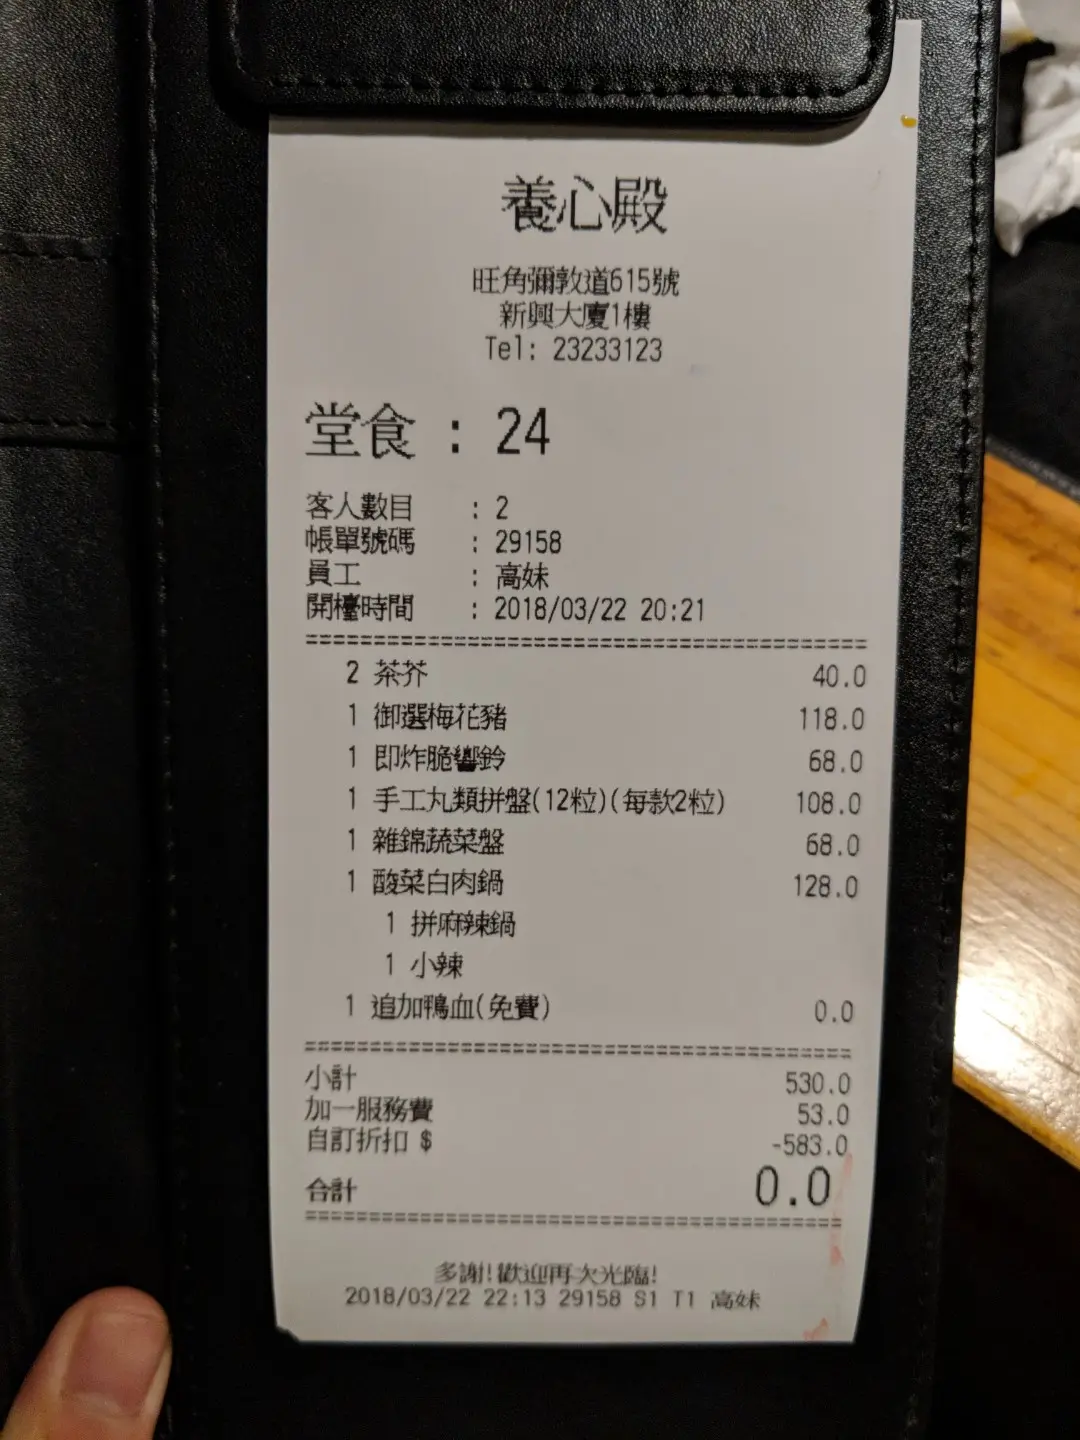 養心殿
旺角彌敦道615號
新興大廈1樓
Tel: 23233123
堂食 : 24
客人數目 : 2
帳單號碼 : 29158
員工 : 高妹
開檯時間 : 2018/03/22 20:21
2 茶芥 40.0
1 御選梅花豬 118.0
1 即炸脆響鈴 68.0
1 手工丸類拼盤(12粒)(每款2粒) 108.0
1 雜錦蔬菜盤 68.0
1 酸菜白肉鍋 128.0
1 拼麻辣鍋
1 小辣
1 追加鴨血(免費) 0.0
小計 530.0
加一服務費 53.0
自訂折扣 $ -583.0
合計 0.0
多謝!歡迎再次光臨!
2018/03/22 22:13 29158 S1 T1 高妹